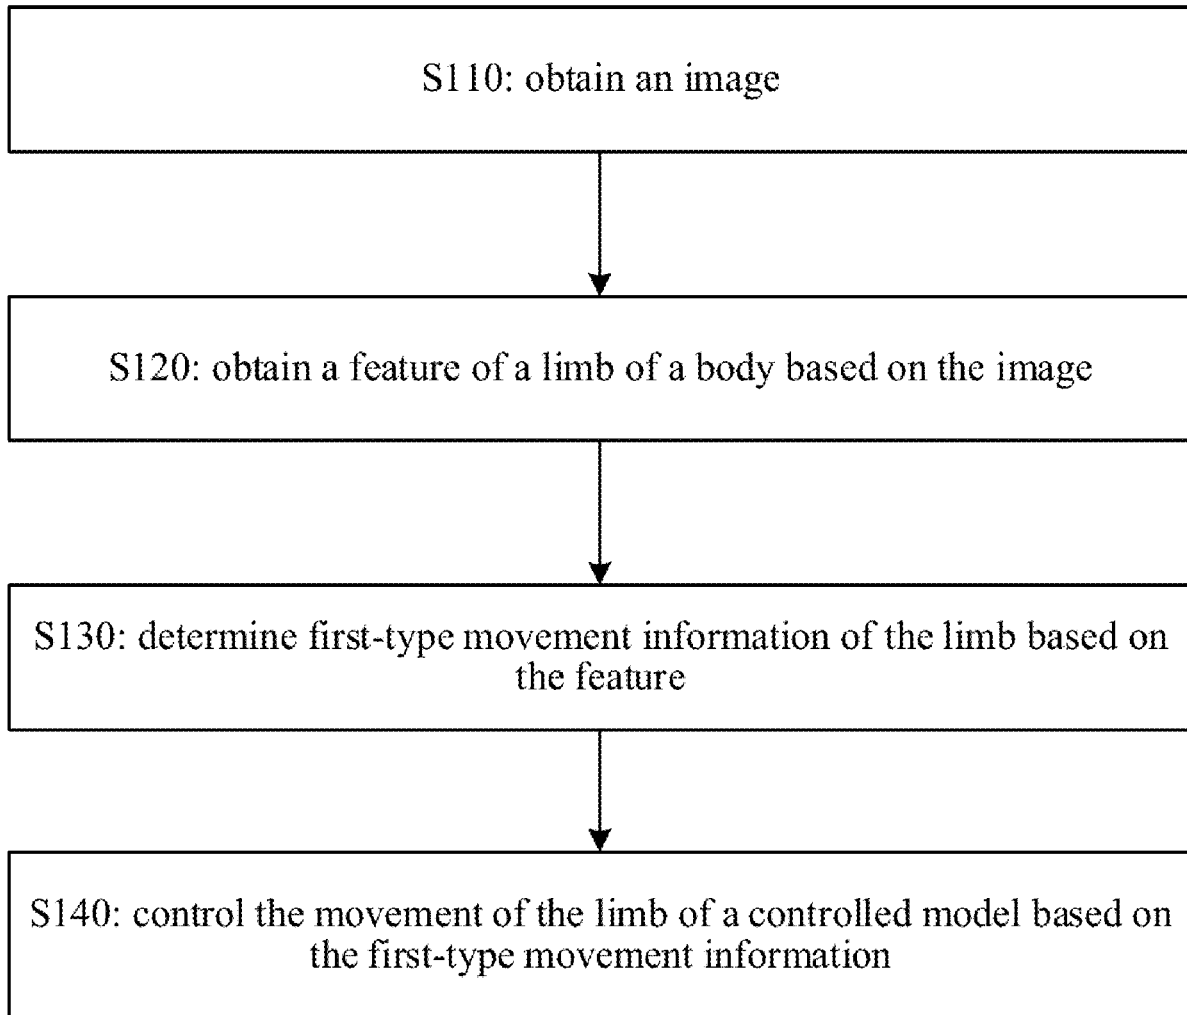 S110: obtain an image
S120: obtain a feature of a limb of a body based on the image
S130: determine first-type movement information of the limb based on
the feature
S140: control the movement of the limb of a controlled model based on
the first-type movement information